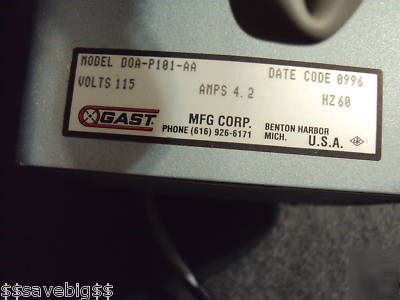 MODEL DOA-P101-AA
DATE CODE 0996
VOLTS 115
AMPS 4.2
HZ 60
GAST
MFG CORP.
PHONE (616) 926-6171
BENTON HARBOR
MICH.
U.S.A.
$$savebig$$